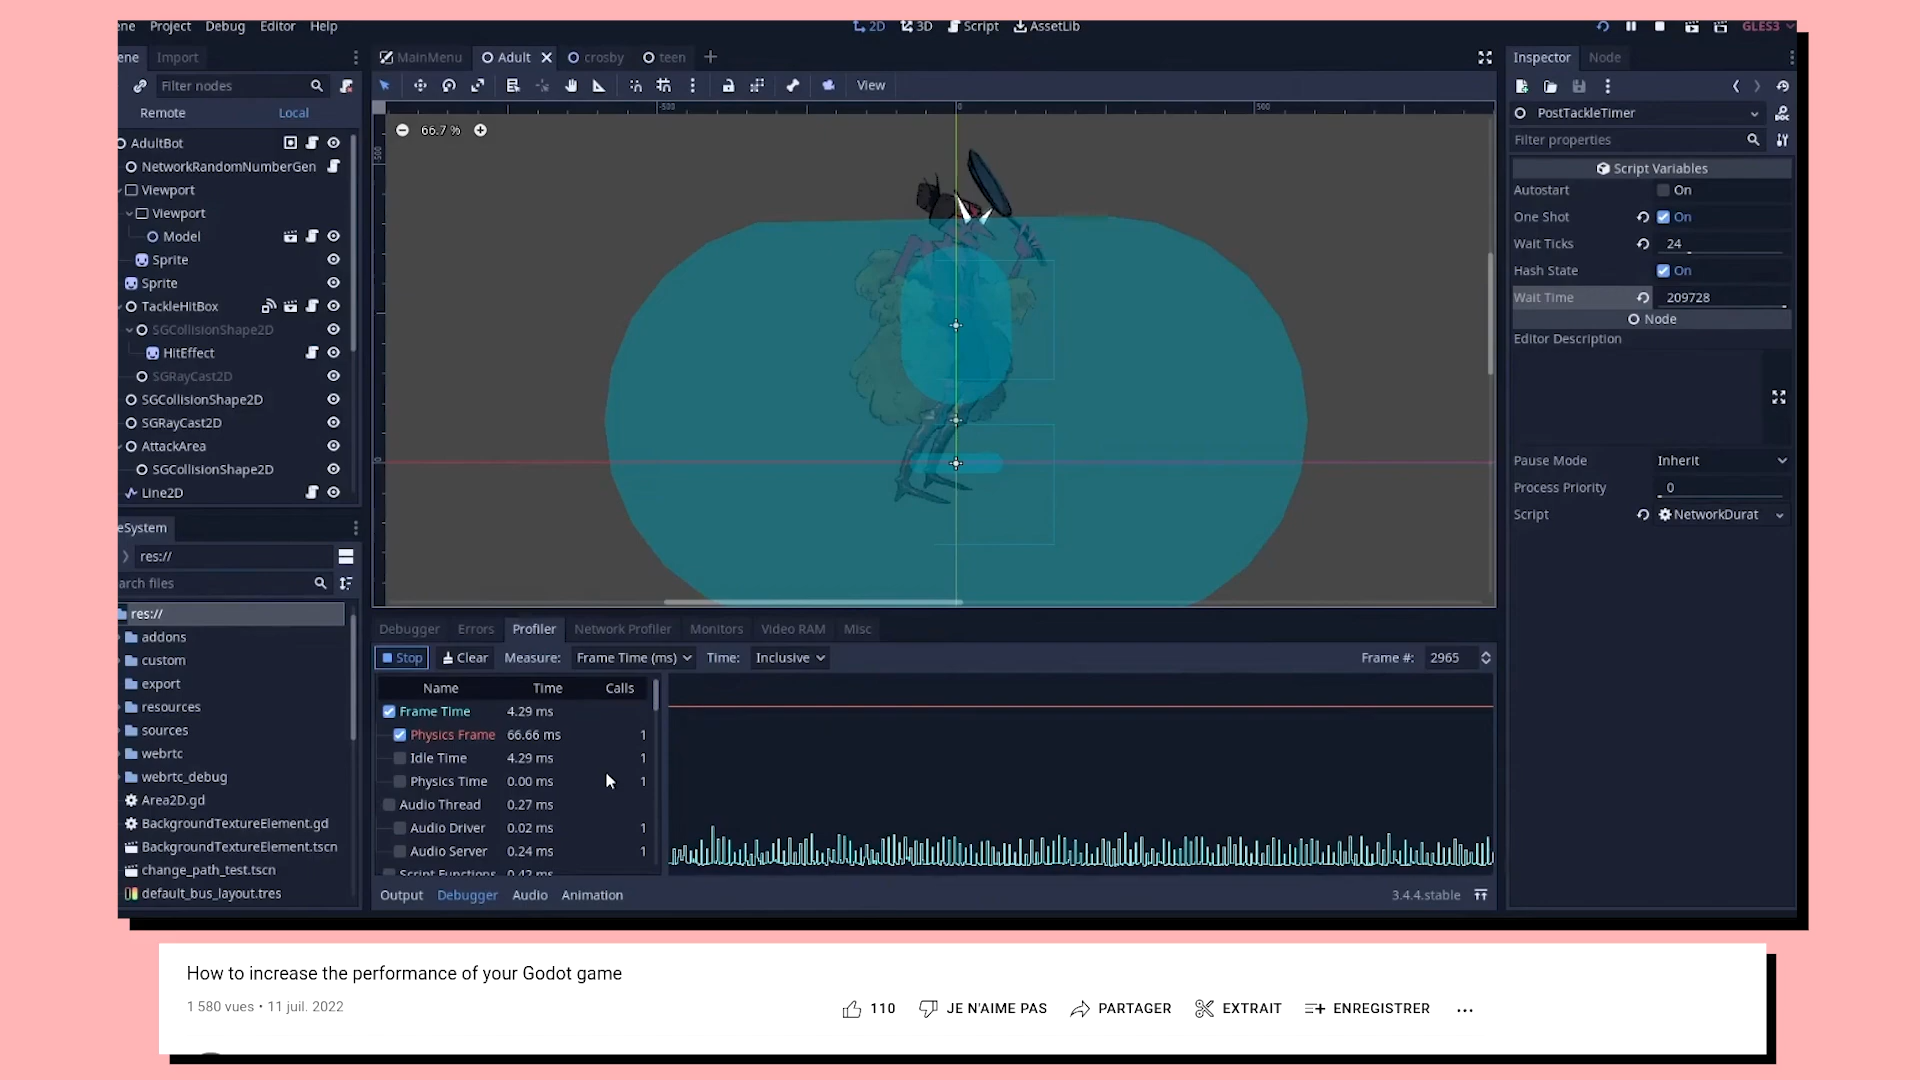 ene Project Debug Editor Help
2D 3D Script AssetLib
GLES3
ene Import
Filter nodes
Remote Local
AdultBot
NetworkRandomNumberGen
Viewport
Viewport
Model
Sprite
Sprite
TackleHitBox
SGCollisionShape2D
HitEffect
SGRayCast2D
SGCollisionShape2D
SGRayCast2D
AttackArea
SGCollisionShape2D
Line2D
eSystem
res://
arch files
res://
addons
custom
export
resources
sources
webrtc
webrtc_debug
Area2D.gd
BackgroundTextureElement.gd
BackgroundTextureElement.tscn
change_path_test.tscn
default_bus_layout.tres
MainMenu Adult crosby teen
View
-500 0 500
66.7 %
Debugger Errors Profiler Network Profiler Monitors Video RAM Misc
Stop Clear Measure: Frame Time (ms) Time: Inclusive Frame #: 2965
Name Time Calls
Frame Time 4.29 ms
Physics Frame 66.66 ms 1
Idle Time 4.29 ms 1
Physics Time 0.00 ms 1
Audio Thread 0.27 ms
Audio Driver 0.02 ms 1
Audio Server 0.24 ms 1
Script Functions 0.42 ms
Output Debugger Audio Animation 3.4.4.stable
Inspector Node
PostTackleTimer
Filter properties
Script Variables
Autostart On
One Shot On
Wait Ticks 24
Hash State On
Wait Time 209728
Node
Editor Description
Pause Mode Inherit
Process Priority 0
Script NetworkDurat
How to increase the performance of your Godot game
1 580 vues • 11 juil. 2022
110 JE N'AIME PAS PARTAGER EXTRAIT ENREGISTRER ...